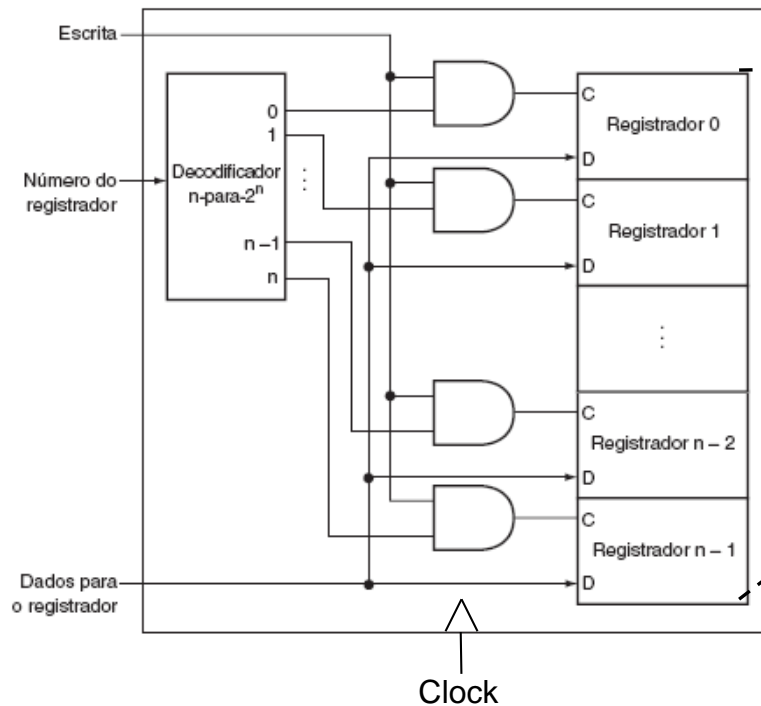 Escrita
Número do
registrador
Decodificador
n-para-2ⁿ
0
1
⋮
n –1
n
C
Registrador 0
D
C
Registrador 1
D
⋮
C
Registrador n – 2
D
C
Registrador n – 1
D
Dados para
o registrador
Clock